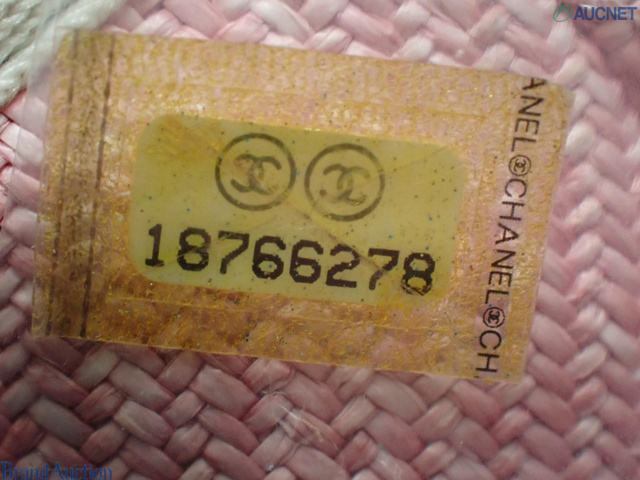 AUCNET
18766278
ANEL CHANEL CH
Brand Auction